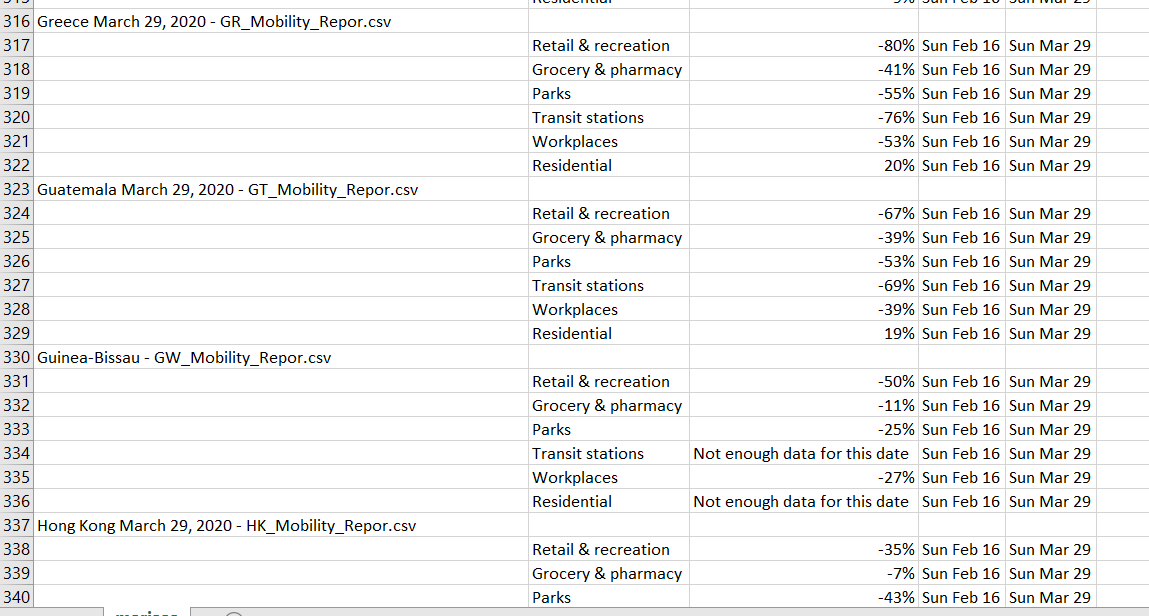 316 Greece March 29, 2020 - GR_Mobility_Repor.csv
317 Retail & recreation -80% Sun Feb 16 Sun Mar 29
318 Grocery & pharmacy -41% Sun Feb 16 Sun Mar 29
319 Parks -55% Sun Feb 16 Sun Mar 29
320 Transit stations -76% Sun Feb 16 Sun Mar 29
321 Workplaces -53% Sun Feb 16 Sun Mar 29
322 Residential 20% Sun Feb 16 Sun Mar 29
323 Guatemala March 29, 2020 - GT_Mobility_Repor.csv
324 Retail & recreation -67% Sun Feb 16 Sun Mar 29
325 Grocery & pharmacy -39% Sun Feb 16 Sun Mar 29
326 Parks -53% Sun Feb 16 Sun Mar 29
327 Transit stations -69% Sun Feb 16 Sun Mar 29
328 Workplaces -39% Sun Feb 16 Sun Mar 29
329 Residential 19% Sun Feb 16 Sun Mar 29
330 Guinea-Bissau - GW_Mobility_Repor.csv
331 Retail & recreation -50% Sun Feb 16 Sun Mar 29
332 Grocery & pharmacy -11% Sun Feb 16 Sun Mar 29
333 Parks -25% Sun Feb 16 Sun Mar 29
334 Transit stations Not enough data for this date Sun Feb 16 Sun Mar 29
335 Workplaces -27% Sun Feb 16 Sun Mar 29
336 Residential Not enough data for this date Sun Feb 16 Sun Mar 29
337 Hong Kong March 29, 2020 - HK_Mobility_Repor.csv
338 Retail & recreation -35% Sun Feb 16 Sun Mar 29
339 Grocery & pharmacy -7% Sun Feb 16 Sun Mar 29
340 Parks -43% Sun Feb 16 Sun Mar 29